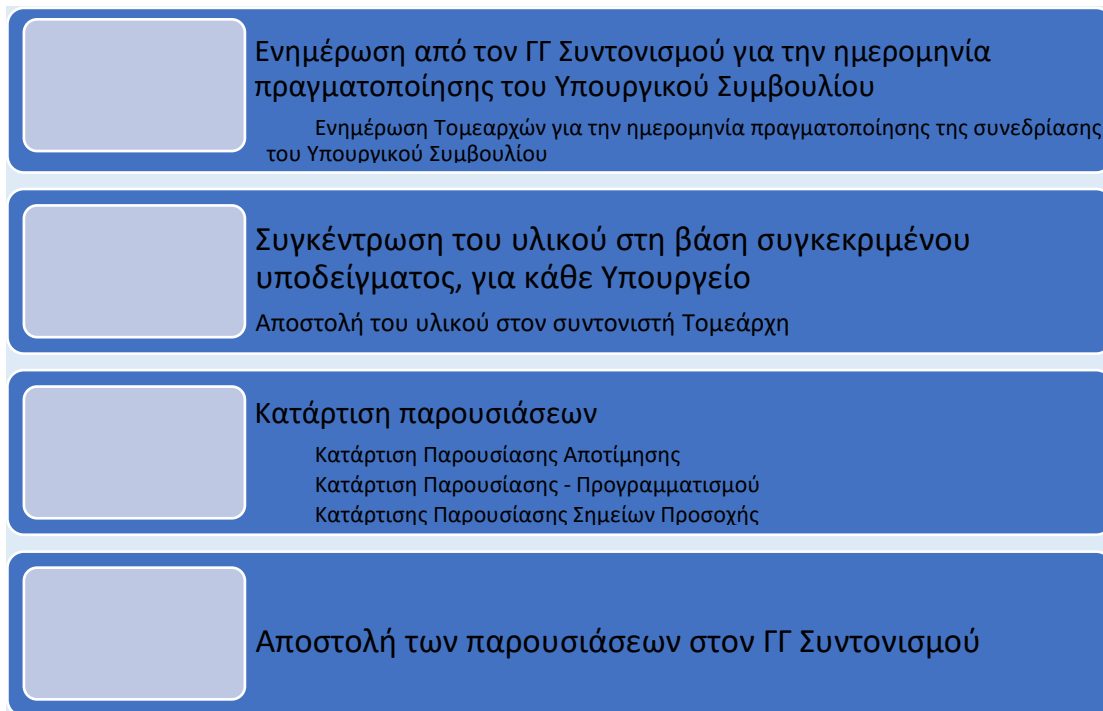 Ενημέρωση από τον ΓΓ Συντονισμού για την ημερομηνία
πραγματοποίησης του Υπουργικού Συμβουλίου
Ενημέρωση Τομεαρχών για την ημερομηνία πραγματοποίησης της συνεδρίασης
του Υπουργικού Συμβουλίου
Συγκέντρωση του υλικού στη βάση συγκεκριμένου
υποδείγματος, για κάθε Υπουργείο
Αποστολή του υλικού στον συντονιστή Τομεάρχη
Κατάρτιση παρουσιάσεων
Κατάρτιση Παρουσίασης Αποτίμησης
Κατάρτιση Παρουσίασης - Προγραμματισμού
Κατάρτισης Παρουσίασης Σημείων Προσοχής
Αποστολή των παρουσιάσεων στον ΓΓ Συντονισμού